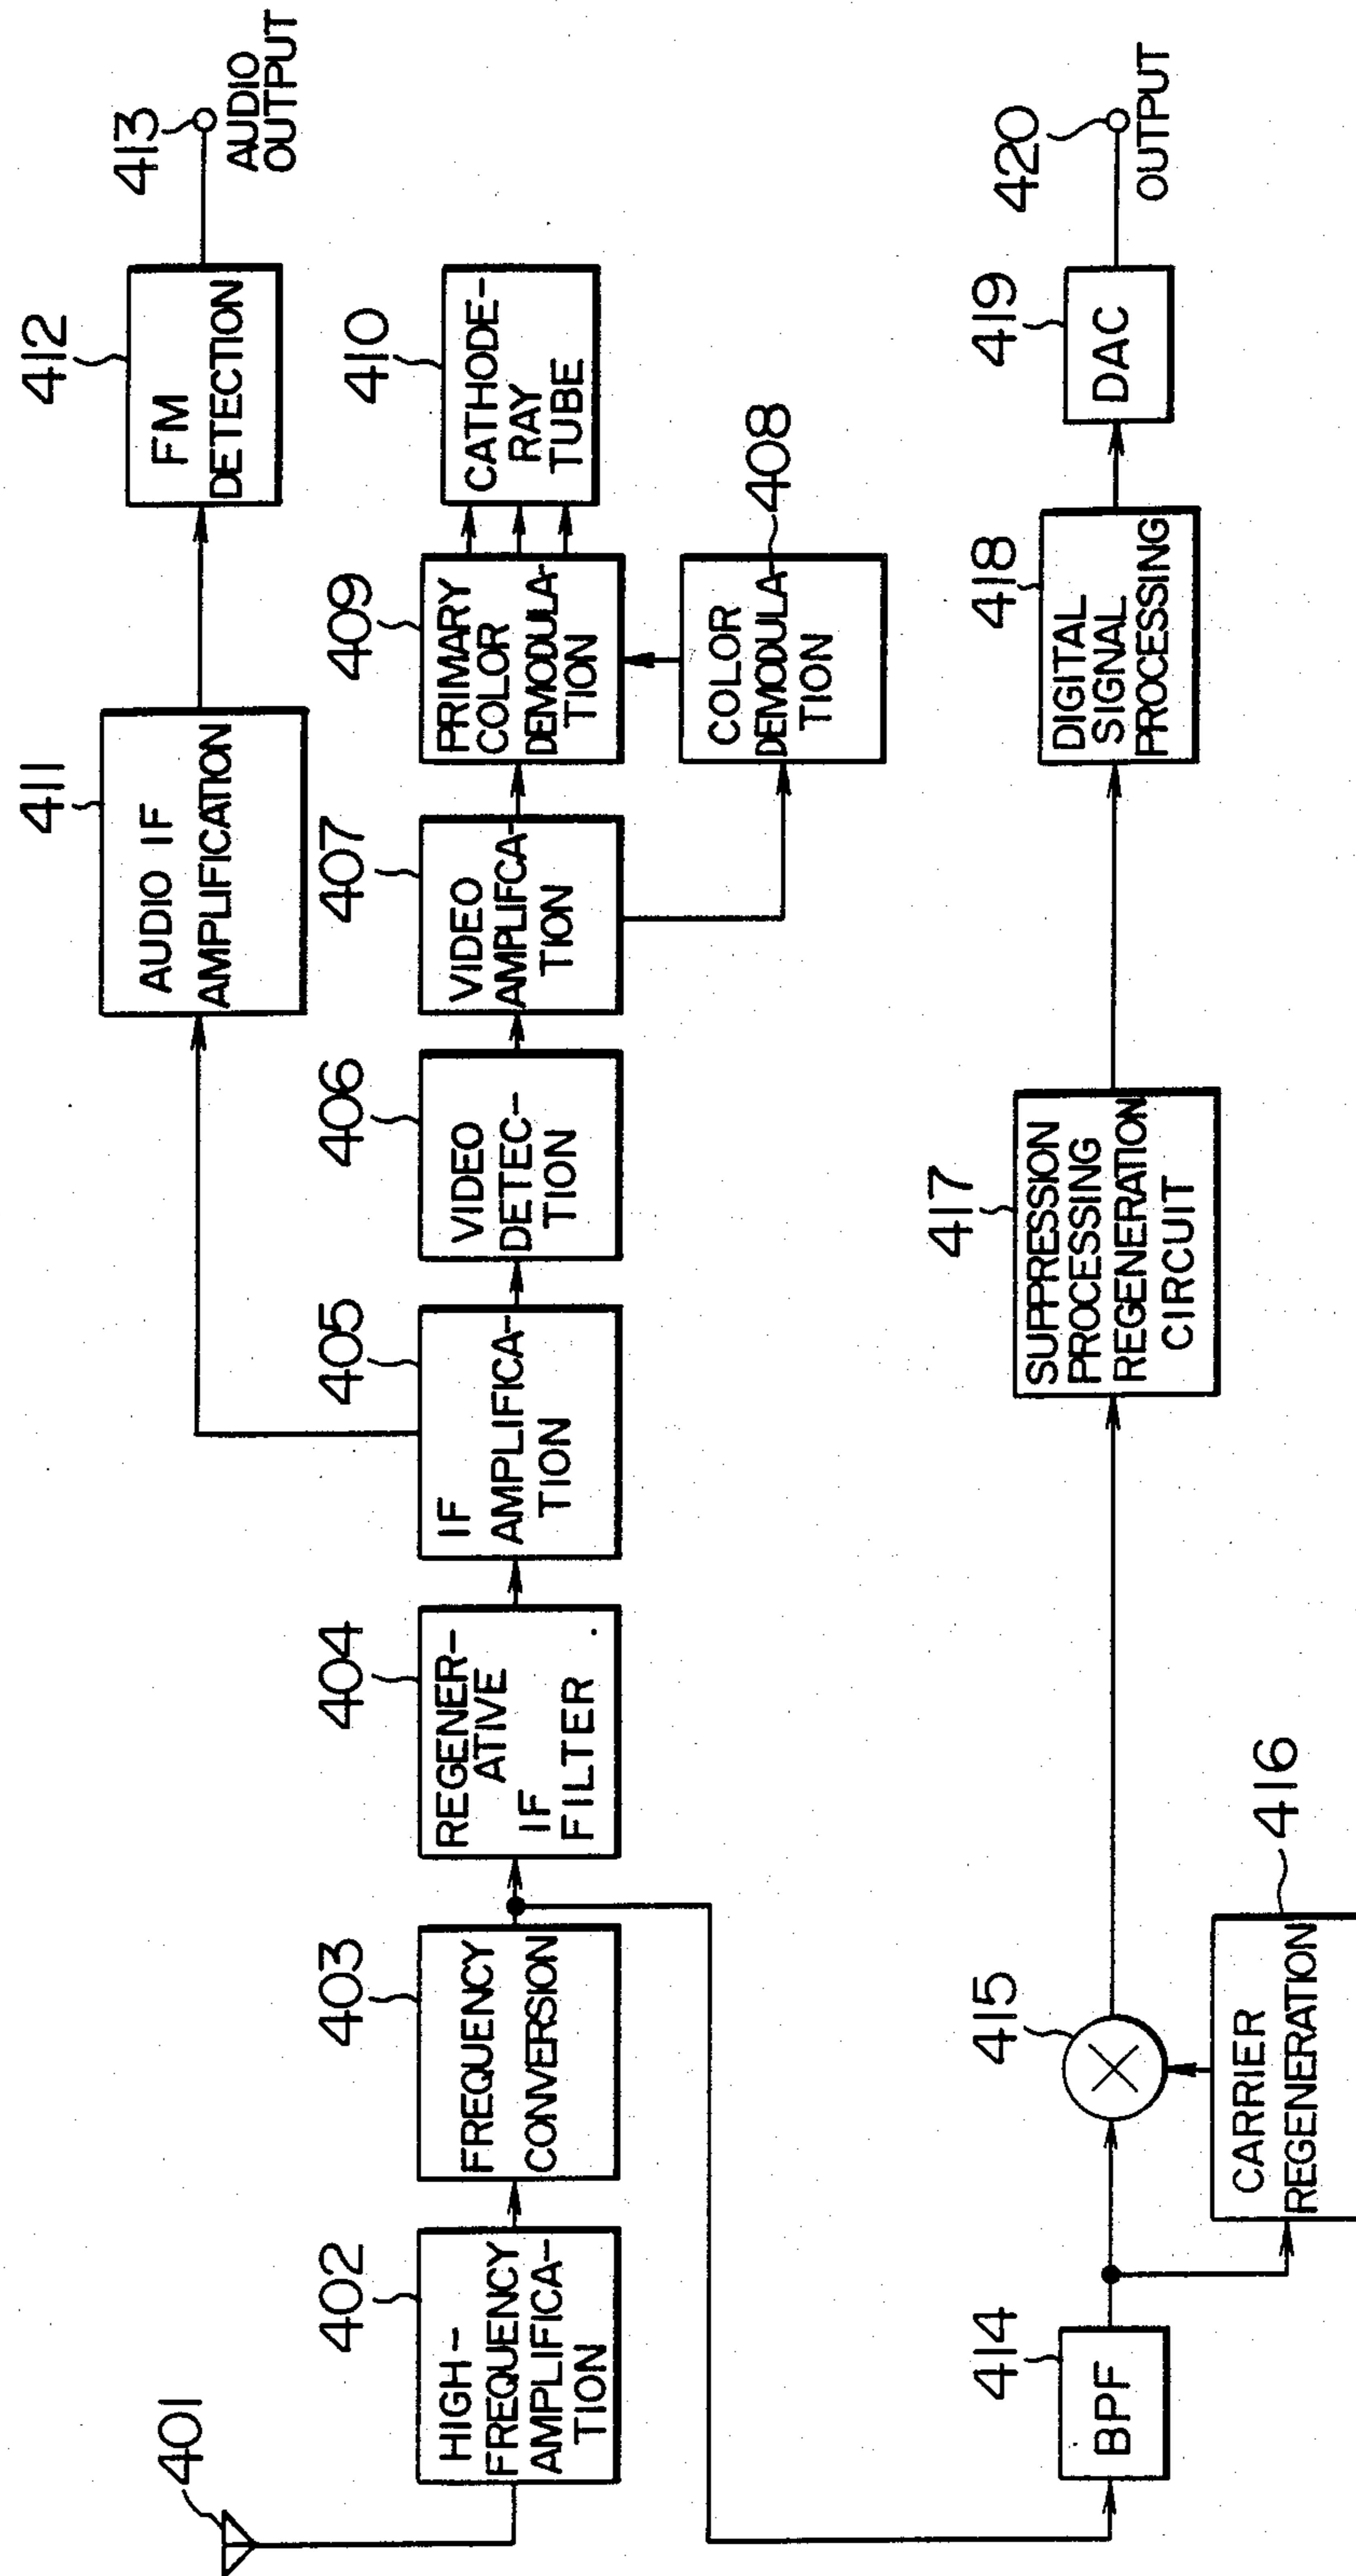 401
402
HIGH-
FREQUENCY
AMPLIFICA-
TION
403
FREQUENCY
CONVERSION
404
REGENER-
ATIVE
IF
FILTER
405
IF
AMPLIFICA-
TION
406
VIDEO
DETEC-
TION
407
VIDEO
AMPLIFCA-
TION
409
PRIMARY
COLOR
DEMODULA-
TION
410
CATHODE-
RAY
TUBE
408
COLOR
DEMODULA-
TION
411
AUDIO IF
AMPLIFICATION
412
FM
DETECTION
413
AUDIO
OUTPUT
414
BPF
415
416
CARRIER
REGENERATION
417
SUPPRESSION
PROCESSING
REGENERATION
CIRCUIT
418
DIGITAL
SIGNAL
PROCESSING
419
DAC
420
OUTPUT